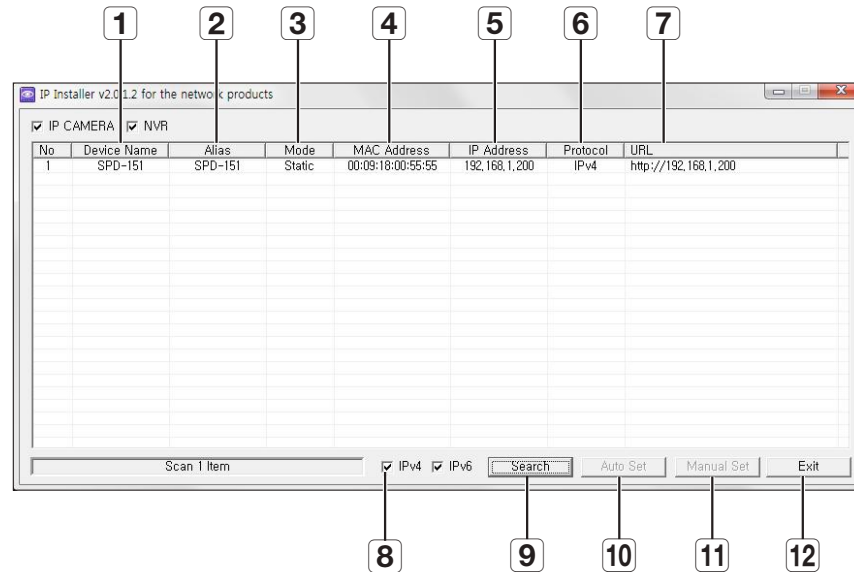 1 2 3 4 5 6 7
IP Installer v2.0.1.2 for the network products
IP CAMERA NVR
No Device Name Alias Mode MAC Address IP Address Protocol URL
1 SPD-151 SPD-151 Static 00:09:18:00:55:55 192,168,1,200 IPv4 http://192,168,1,200
Scan 1 Item IPv4 IPv6 Search Auto Set Manual Set Exit
8 9 10 11 12